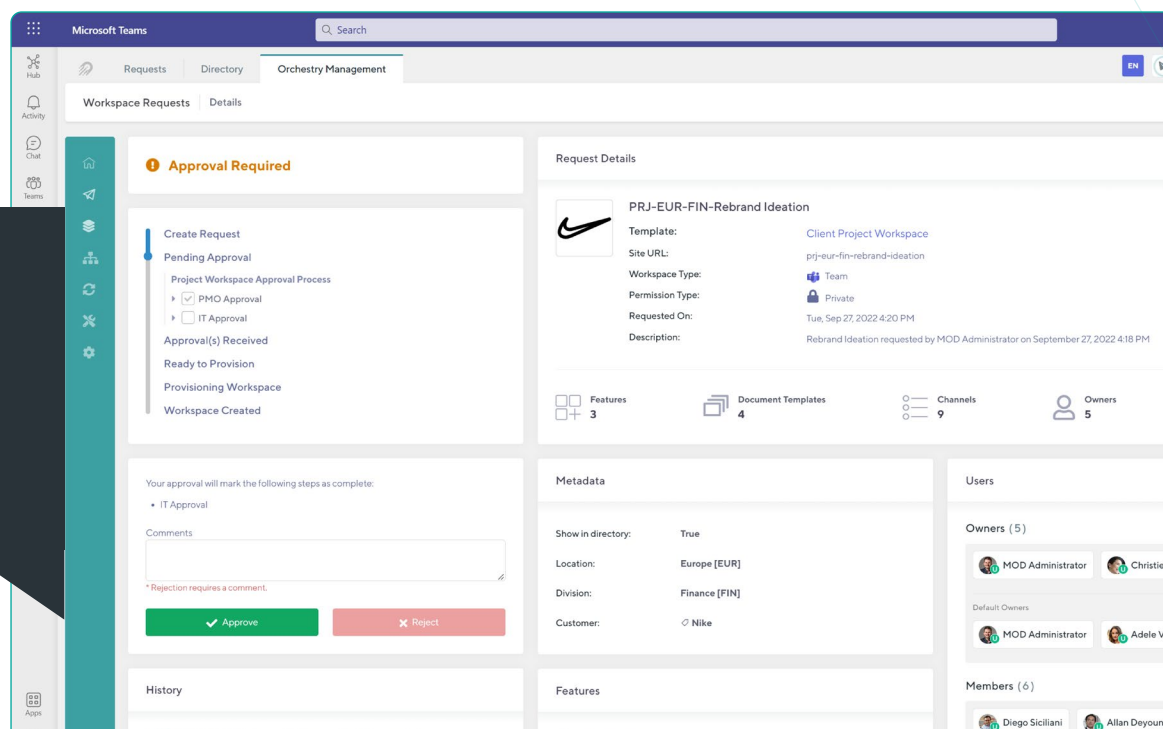 Microsoft Teams
Search
Hub
Activity
Chat
Teams
Apps
Requests
Directory
Orchestry Management
EN
Workspace Requests
Details
Approval Required
Create Request
Pending Approval
Project Workspace Approval Process
PMO Approval
IT Approval
Approval(s) Received
Ready to Provision
Provisioning Workspace
Workspace Created
Request Details
PRJ-EUR-FIN-Rebrand Ideation
Template: Client Project Workspace
Site URL: prj-eur-fin-rebrand-ideation
Workspace Type: Team
Permission Type: Private
Requested On: Tue, Sep 27, 2022 4:20 PM
Description: Rebrand Ideation requested by MOD Administrator on September 27, 2022 4:18 PM
Features
3
Document Templates
4
Channels
9
Owners
5
Your approval will mark the following steps as complete:
• IT Approval
Comments
* Rejection requires a comment.
Approve
Reject
Metadata
Show in directory: True
Location: Europe [EUR]
Division: Finance [FIN]
Customer: Nike
Users
Owners (5)
MOD Administrator
Christie
Default Owners
MOD Administrator
Adele V
Members (6)
Diego Siciliani
Allan Deyoun
History
Features